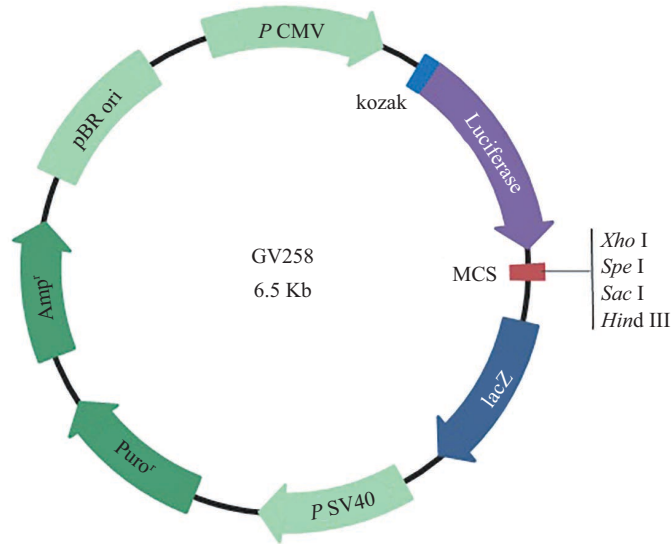 P CMV
kozak
Luciferase
pBR ori
GV258
6.5 Kb
MCS
Xho I
Spe I
Sac I
Hind III
Ampʳ
lacZ
Puroʳ
P SV40